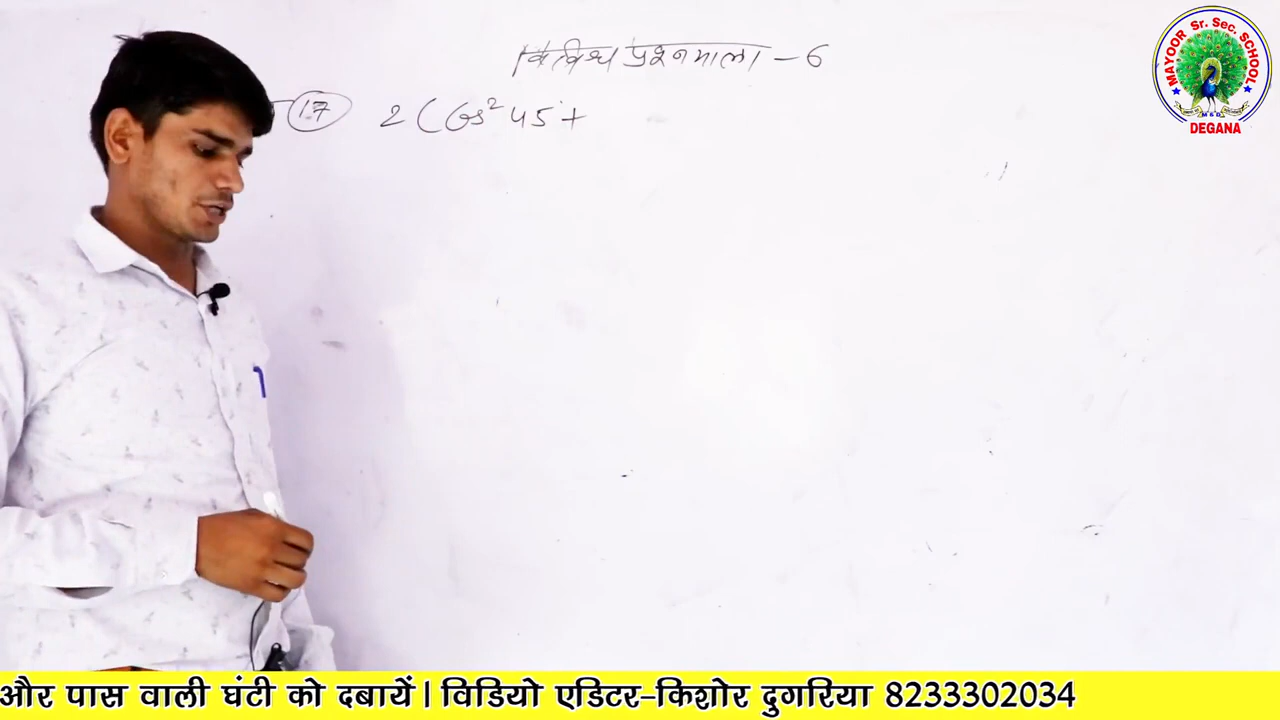 विविध प्रश्नमाला - 6
17 2 ( Cos² 45° +
MAYOOR Sr. Sec. SCHOOL
DEGANA
और पास वाली घंटी को दबायें | विडियो एडिटर-किशोर दुगरिया 8233302034